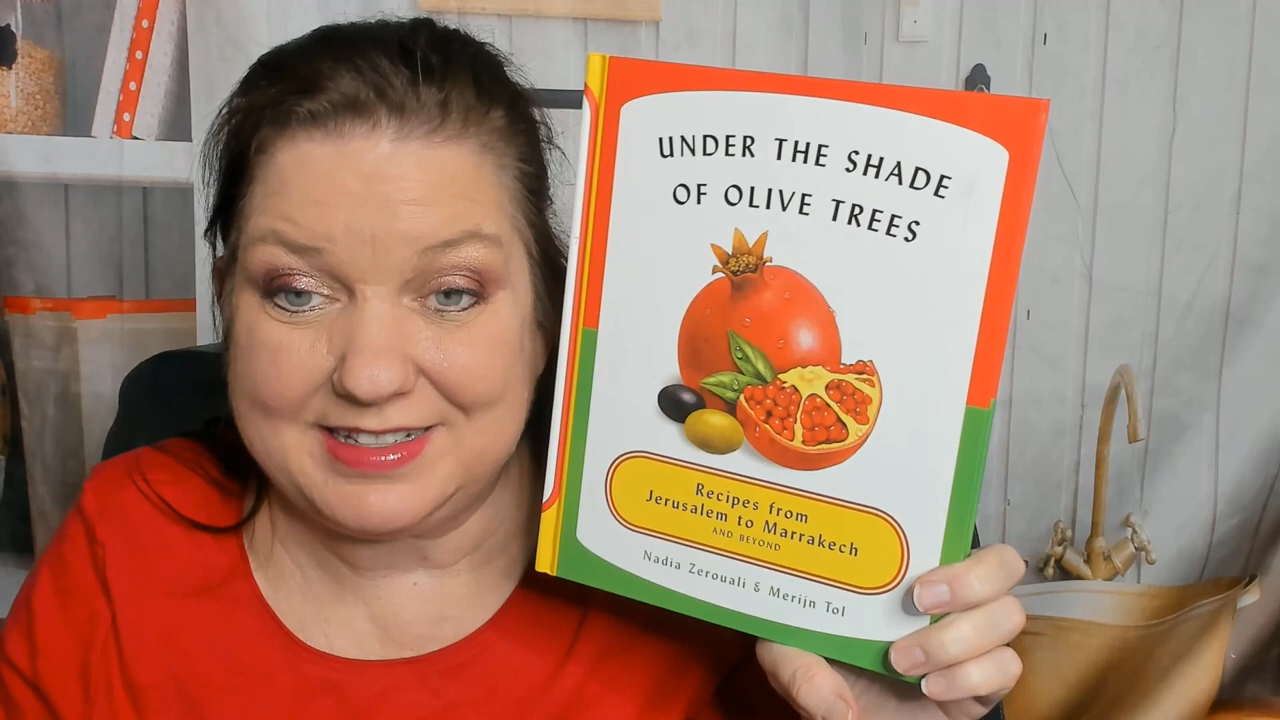 UNDER THE SHADE
OF OLIVE TREES
Recipes from
Jerusalem to Marrakech
AND BEYOND
Nadia Zerouali & Merijn Tol